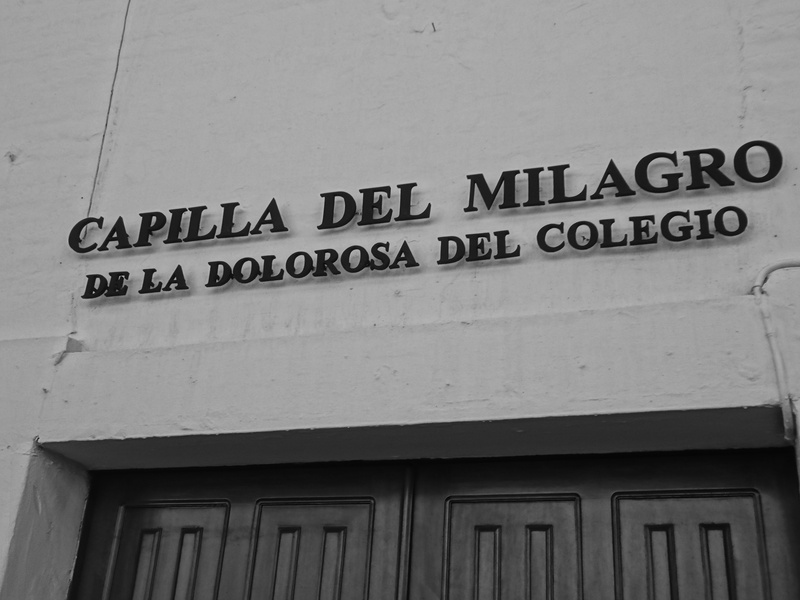 CAPILLA DEL MILAGRO
DE LA DOLOROSA DEL COLEGIO